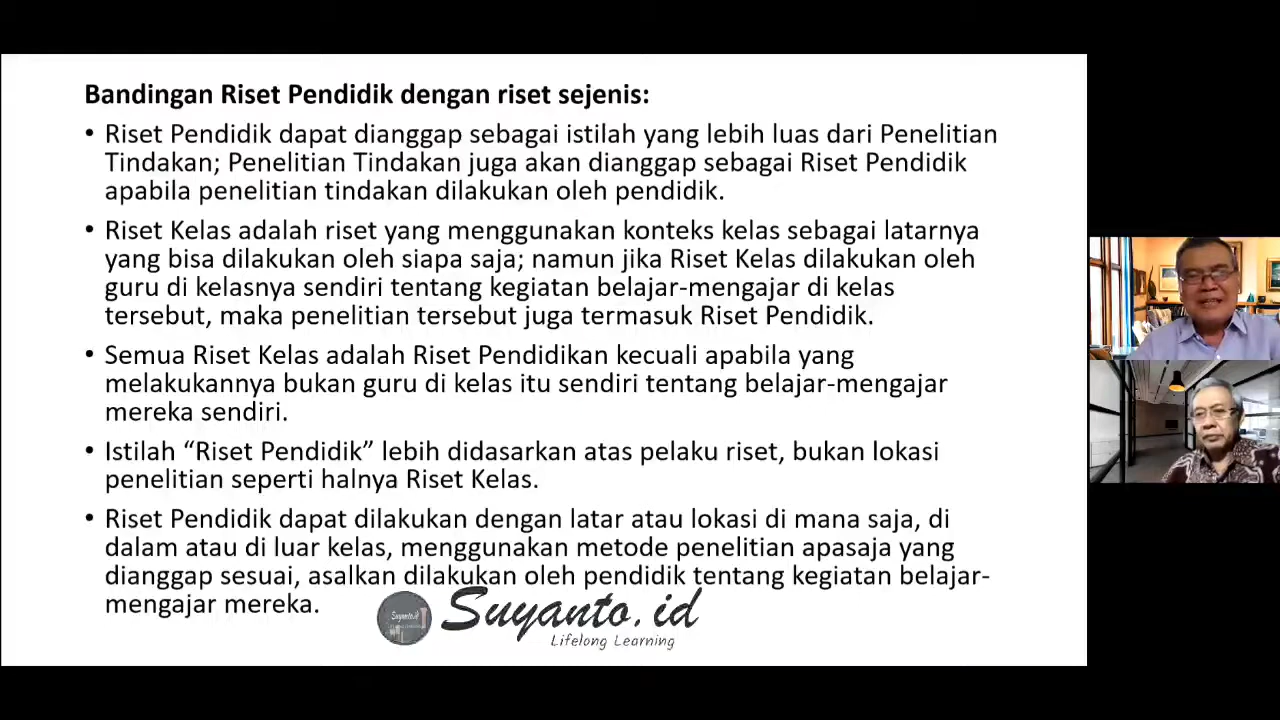 Bandingan Riset Pendidik dengan riset sejenis:
• Riset Pendidik dapat dianggap sebagai istilah yang lebih luas dari Penelitian
Tindakan; Penelitian Tindakan juga akan dianggap sebagai Riset Pendidik
apabila penelitian tindakan dilakukan oleh pendidik.
• Riset Kelas adalah riset yang menggunakan konteks kelas sebagai latarnya
yang bisa dilakukan oleh siapa saja; namun jika Riset Kelas dilakukan oleh
guru di kelasnya sendiri tentang kegiatan belajar-mengajar di kelas
tersebut, maka penelitian tersebut juga termasuk Riset Pendidik.
• Semua Riset Kelas adalah Riset Pendidikan kecuali apabila yang
melakukannya bukan guru di kelas itu sendiri tentang belajar-mengajar
mereka sendiri.
• Istilah “Riset Pendidik” lebih didasarkan atas pelaku riset, bukan lokasi
penelitian seperti halnya Riset Kelas.
• Riset Pendidik dapat dilakukan dengan latar atau lokasi di mana saja, di
dalam atau di luar kelas, menggunakan metode penelitian apasaja yang
dianggap sesuai, asalkan dilakukan oleh pendidik tentang kegiatan belajar-
mengajar mereka.
Suyanto.id
Suyanto.id
Lifelong Learning